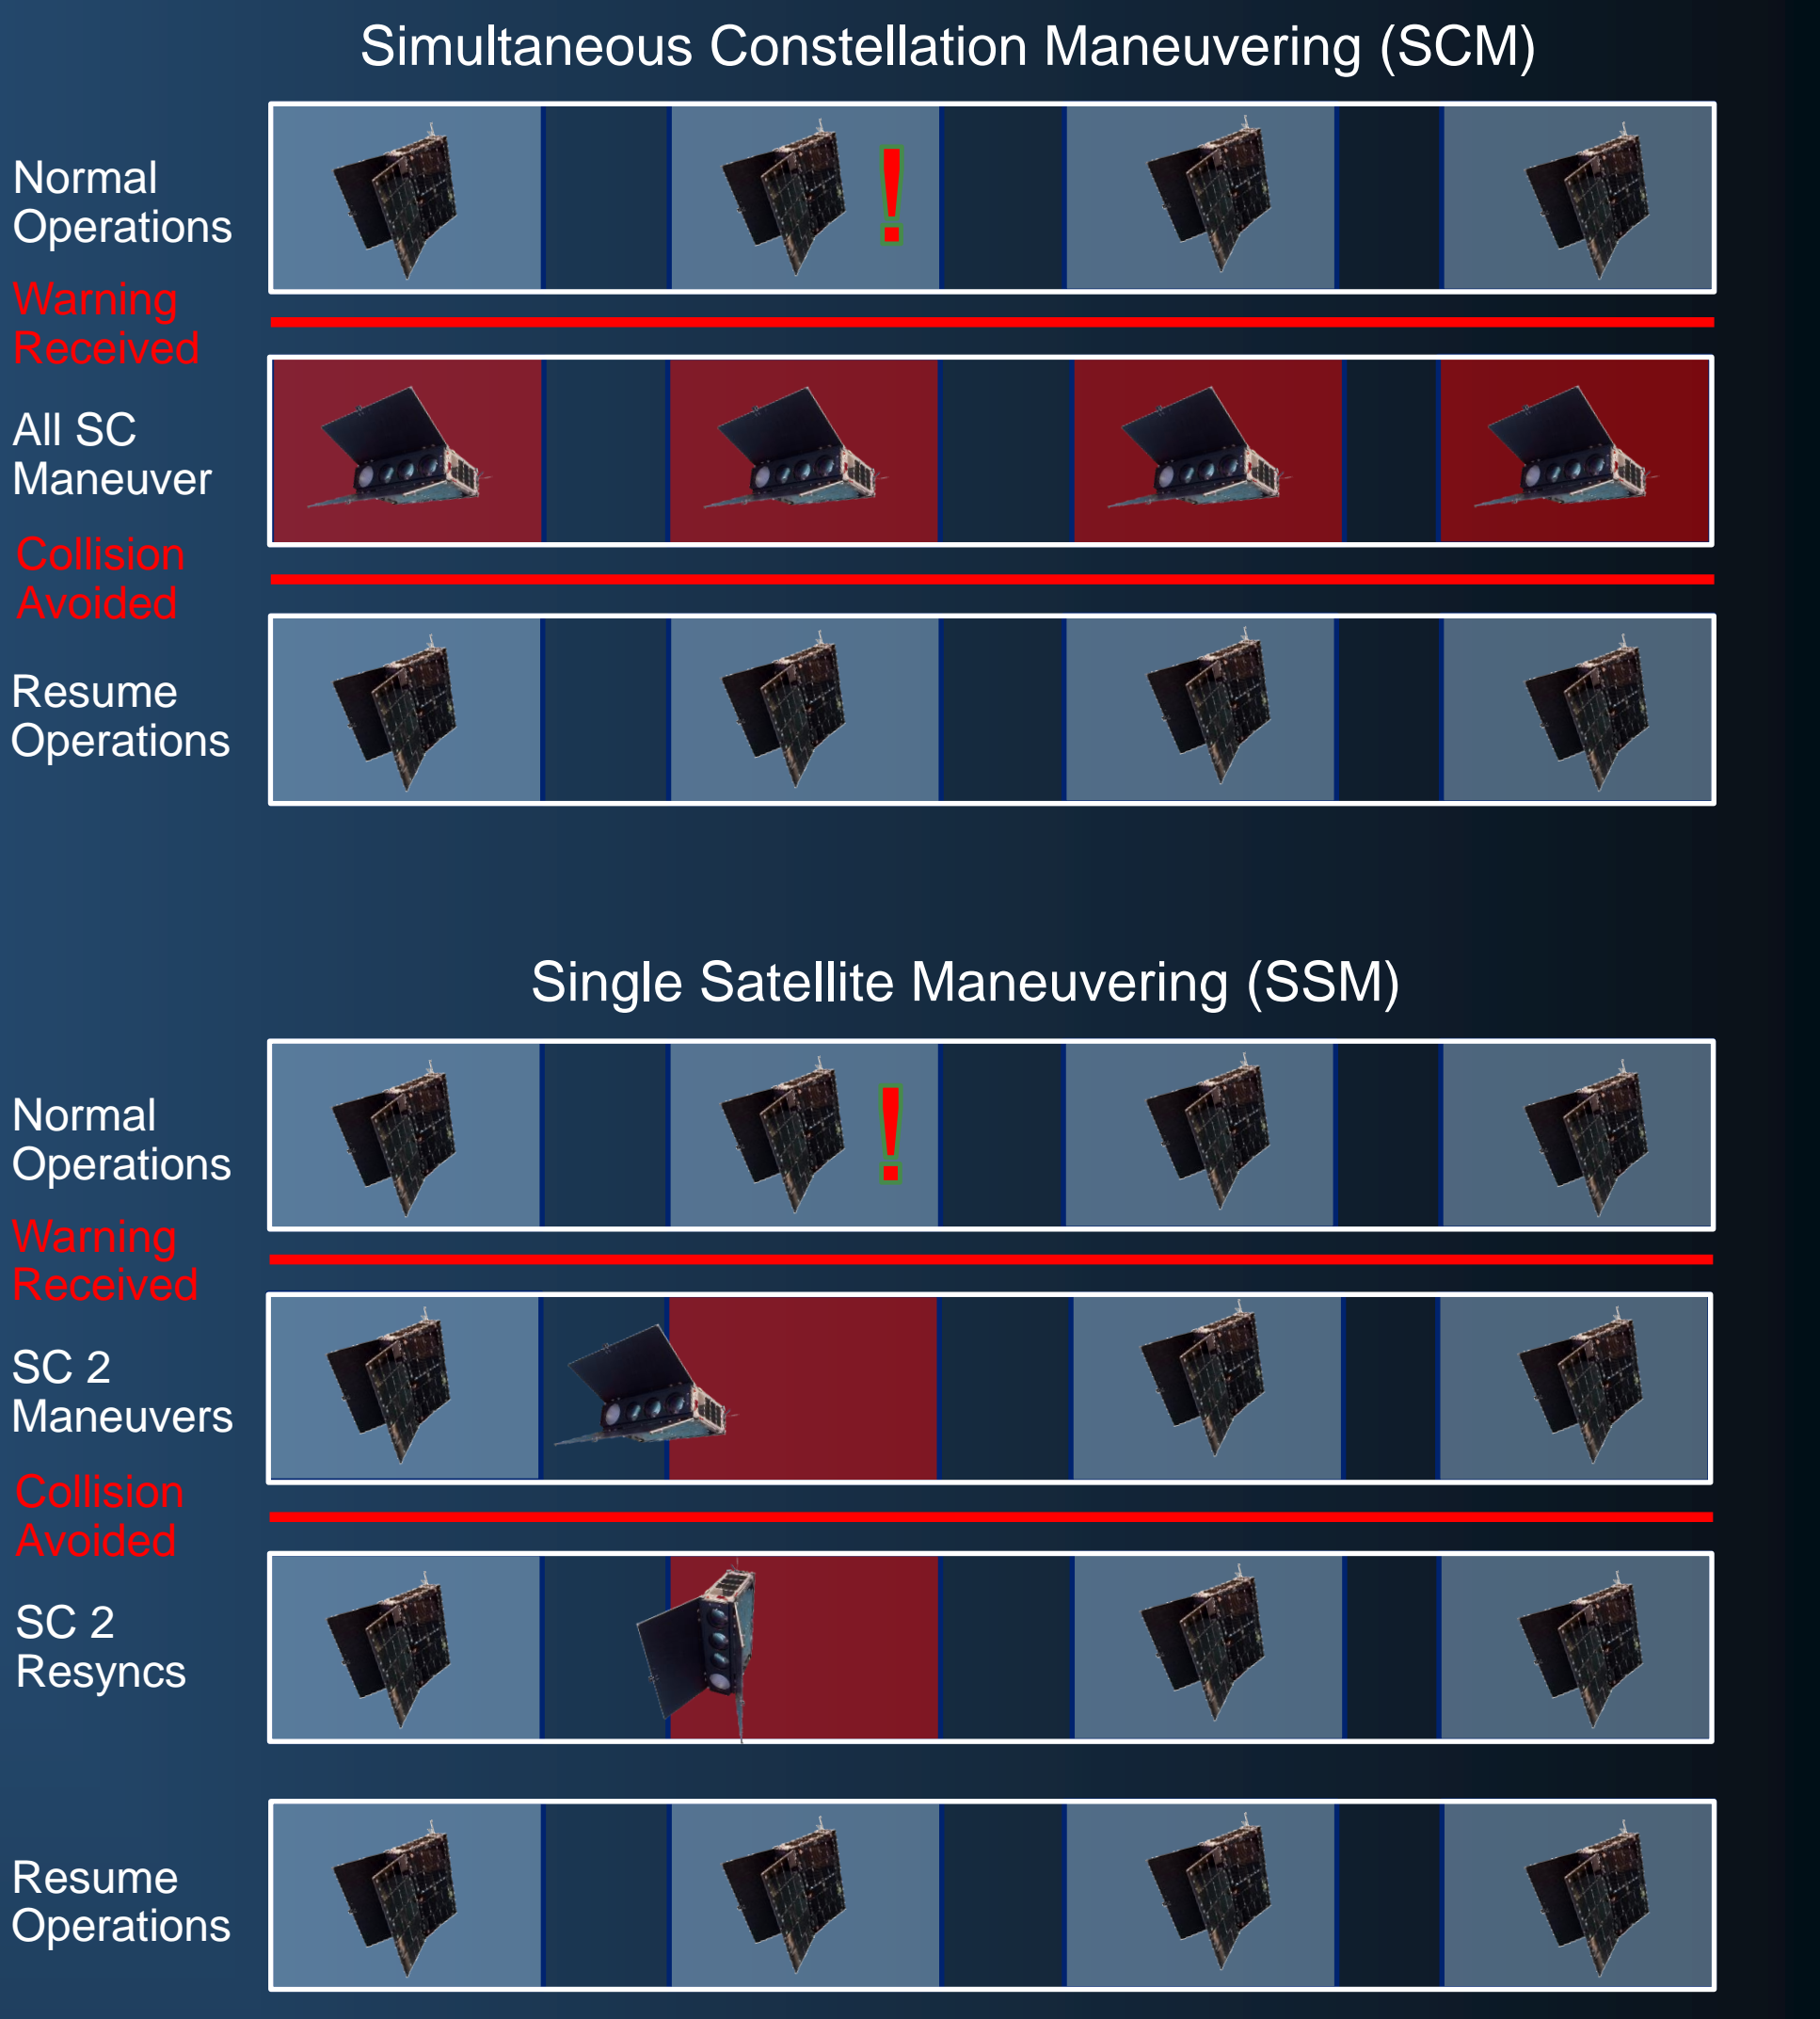 Simultaneous Constellation Maneuvering (SCM)
Normal
Operations
!
Warning
Received
All SC
Maneuver
Collision
Avoided
Resume
Operations
Single Satellite Maneuvering (SSM)
Normal
Operations
!
Warning
Received
SC 2
Maneuvers
Collision
Avoided
SC 2
Resyncs
Resume
Operations